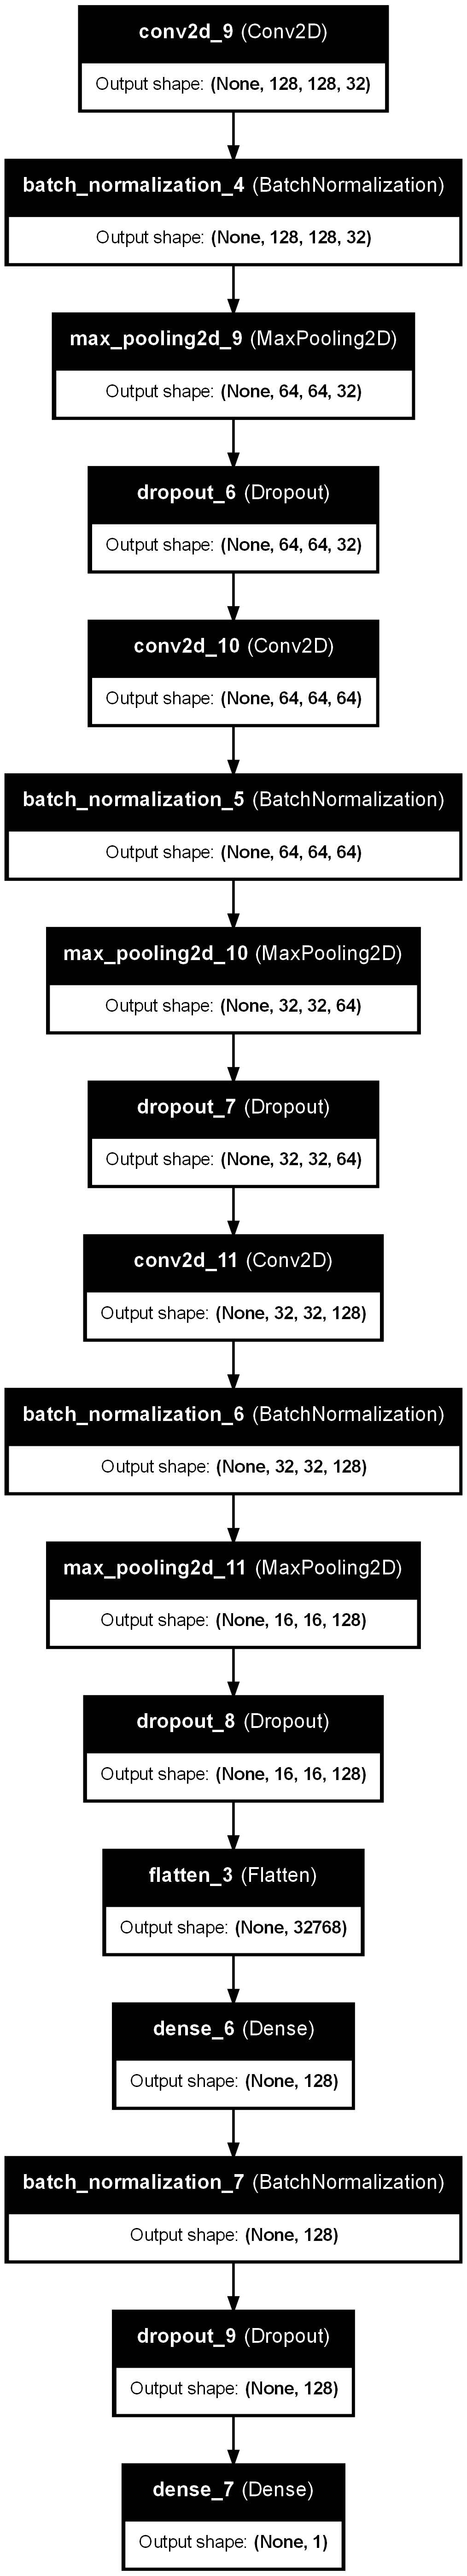 conv2d_9 (Conv2D)
Output shape: (None, 128, 128, 32)
batch_normalization_4 (BatchNormalization)
Output shape: (None, 128, 128, 32)
max_pooling2d_9 (MaxPooling2D)
Output shape: (None, 64, 64, 32)
dropout_6 (Dropout)
Output shape: (None, 64, 64, 32)
conv2d_10 (Conv2D)
Output shape: (None, 64, 64, 64)
batch_normalization_5 (BatchNormalization)
Output shape: (None, 64, 64, 64)
max_pooling2d_10 (MaxPooling2D)
Output shape: (None, 32, 32, 64)
dropout_7 (Dropout)
Output shape: (None, 32, 32, 64)
conv2d_11 (Conv2D)
Output shape: (None, 32, 32, 128)
batch_normalization_6 (BatchNormalization)
Output shape: (None, 32, 32, 128)
max_pooling2d_11 (MaxPooling2D)
Output shape: (None, 16, 16, 128)
dropout_8 (Dropout)
Output shape: (None, 16, 16, 128)
flatten_3 (Flatten)
Output shape: (None, 32768)
dense_6 (Dense)
Output shape: (None, 128)
batch_normalization_7 (BatchNormalization)
Output shape: (None, 128)
dropout_9 (Dropout)
Output shape: (None, 128)
dense_7 (Dense)
Output shape: (None, 1)